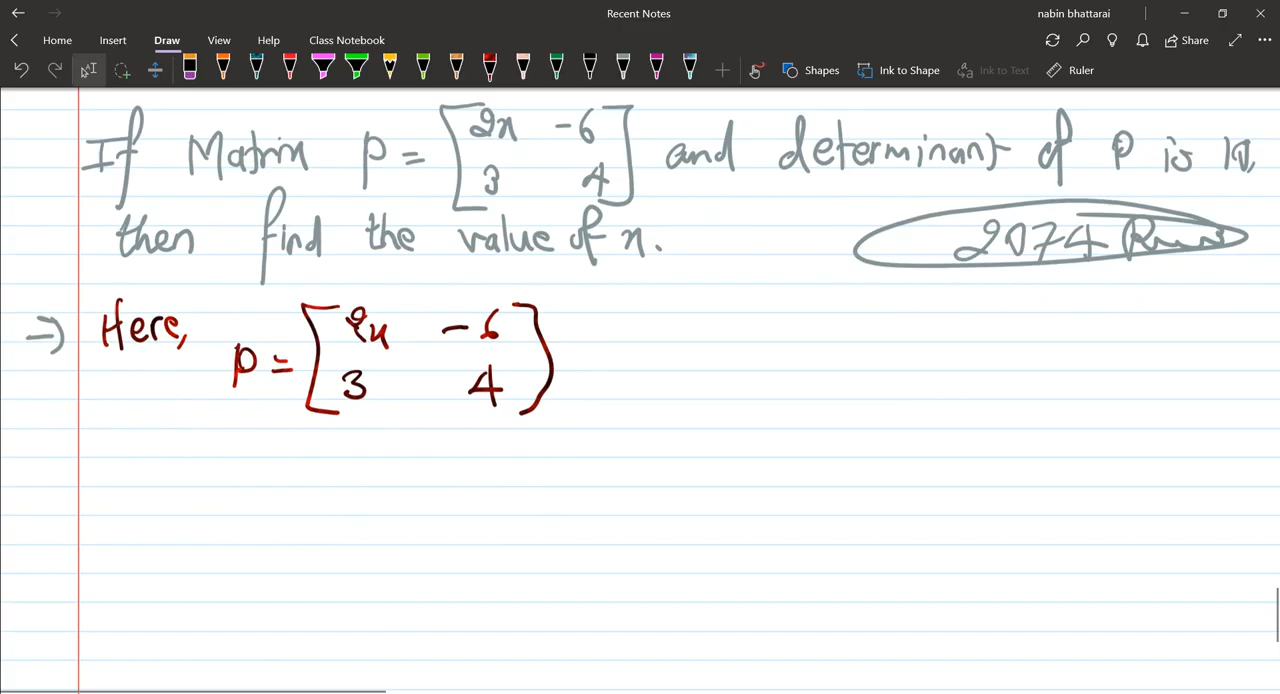 Recent Notes
nabin bhattarai
Home Insert Draw View Help Class Notebook
Share
Shapes Ink to Shape Ink to Text Ruler
If Matrix P = [2x -6
3 4] and determinant of P is 10,
then find the value of x.
2074
⇒ Here,
P = [2x -6
3 4]